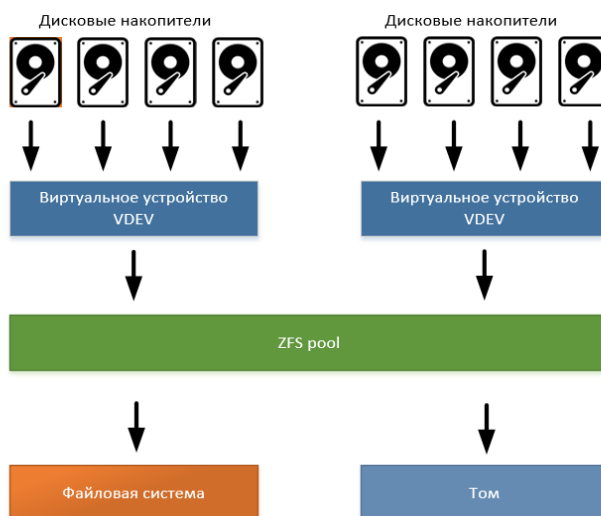 Дисковые накопители
Дисковые накопители
Виртуальное устройство
VDEV
Виртуальное устройство
VDEV
ZFS pool
Файловая система
Том